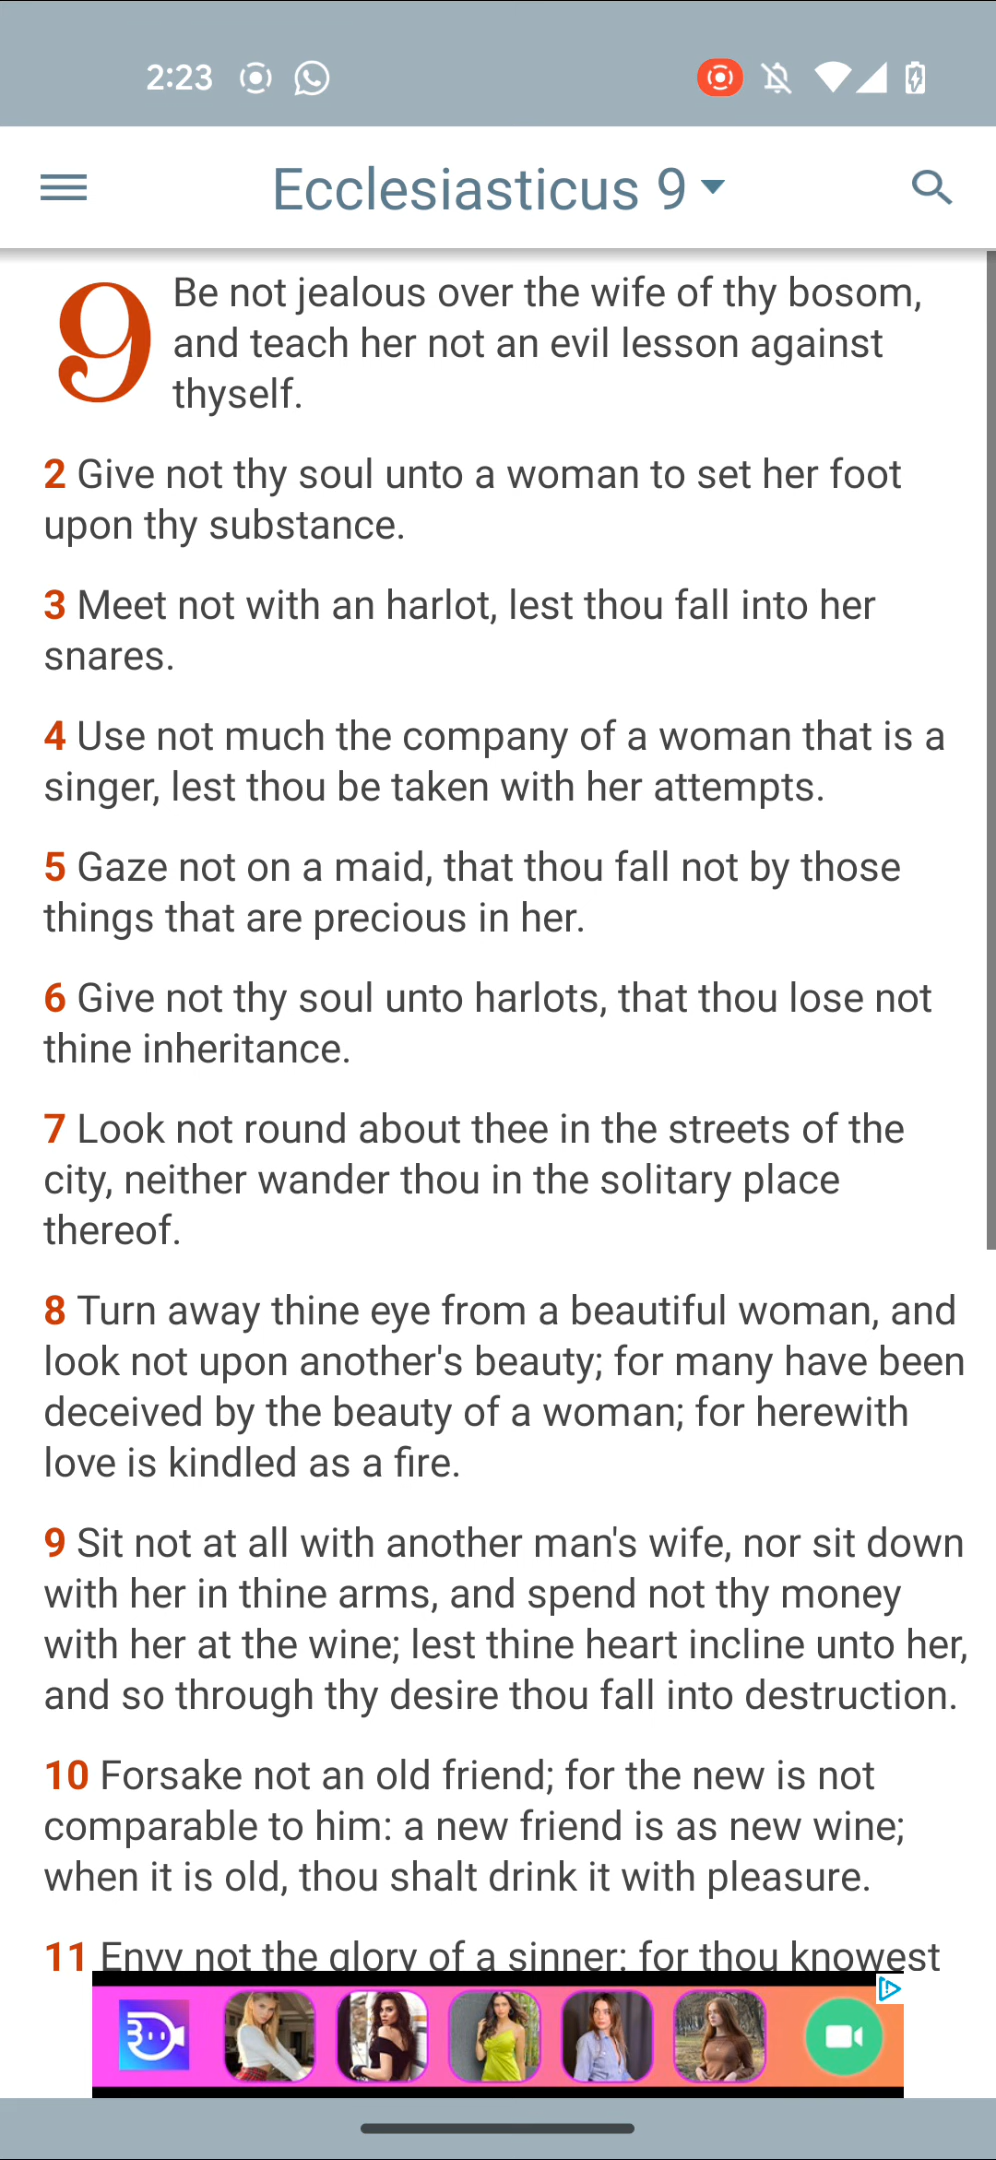 2:23
Ecclesiasticus 9
9 Be not jealous over the wife of thy bosom,
and teach her not an evil lesson against
thyself.
2 Give not thy soul unto a woman to set her foot
upon thy substance.
3 Meet not with an harlot, lest thou fall into her
snares.
4 Use not much the company of a woman that is a
singer, lest thou be taken with her attempts.
5 Gaze not on a maid, that thou fall not by those
things that are precious in her.
6 Give not thy soul unto harlots, that thou lose not
thine inheritance.
7 Look not round about thee in the streets of the
city, neither wander thou in the solitary place
thereof.
8 Turn away thine eye from a beautiful woman, and
look not upon another's beauty; for many have been
deceived by the beauty of a woman; for herewith
love is kindled as a fire.
9 Sit not at all with another man's wife, nor sit down
with her in thine arms, and spend not thy money
with her at the wine; lest thine heart incline unto her,
and so through thy desire thou fall into destruction.
10 Forsake not an old friend; for the new is not
comparable to him: a new friend is as new wine;
when it is old, thou shalt drink it with pleasure.
11 Envy not the glory of a sinner: for thou knowest